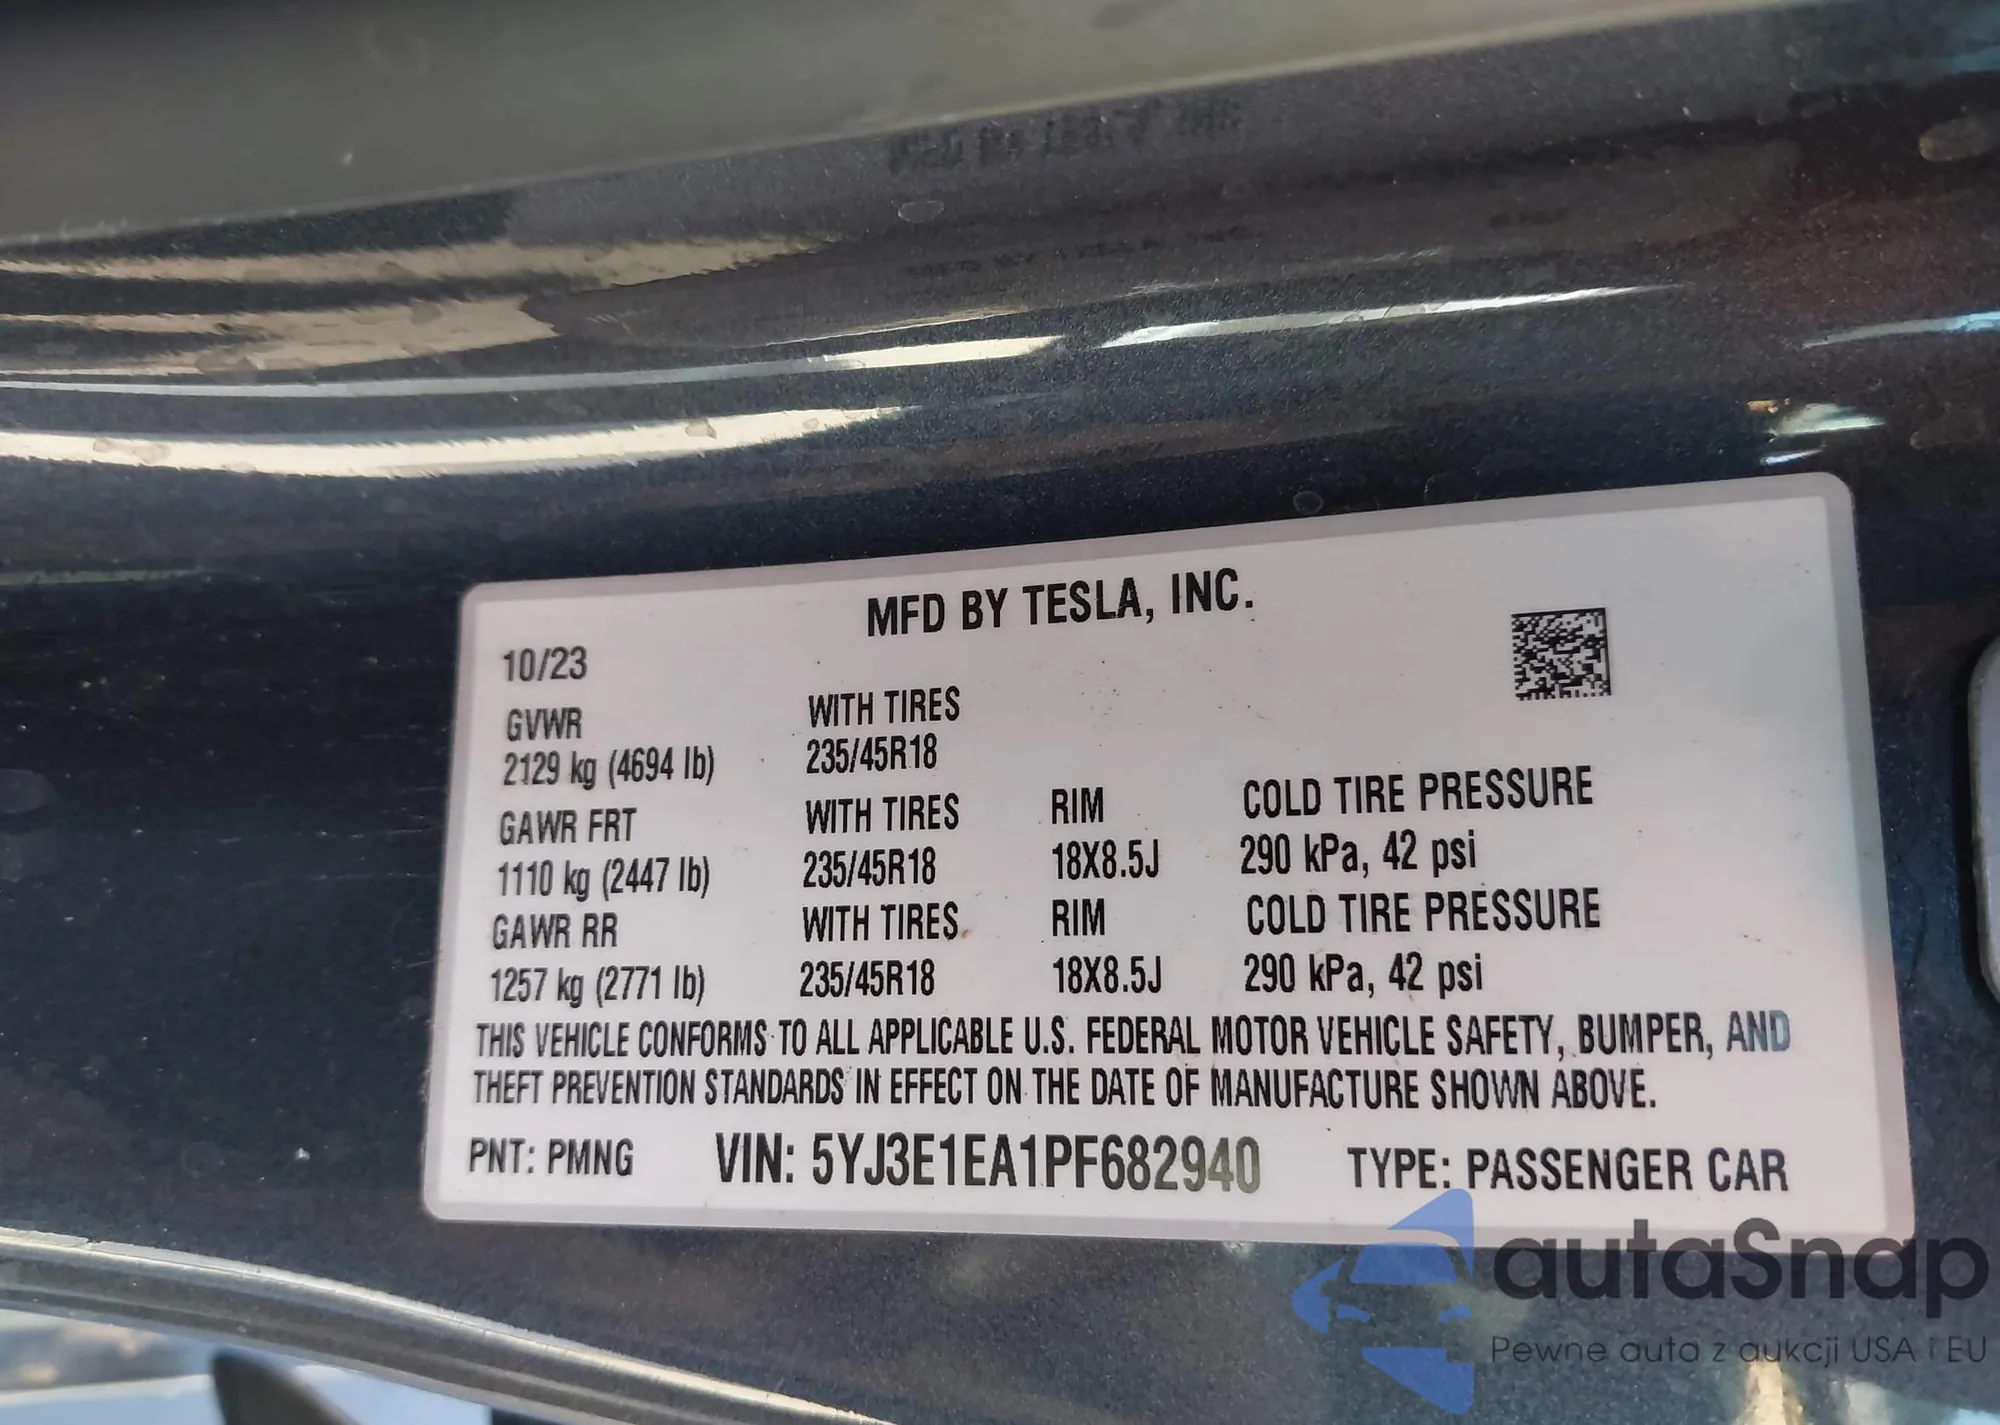 MFD BY TESLA, INC.
10/23
GVWR WITH TIRES
2129 kg (4694 lb) 235/45R18
GAWR FRT WITH TIRES RIM COLD TIRE PRESSURE
1110 kg (2447 lb) 235/45R18 18X8.5J 290 kPa, 42 psi
GAWR RR WITH TIRES RIM COLD TIRE PRESSURE
1257 kg (2771 lb) 235/45R18 18X8.5J 290 kPa, 42 psi
THIS VEHICLE CONFORMS TO ALL APPLICABLE U.S. FEDERAL MOTOR VEHICLE SAFETY, BUMPER, AND
THEFT PREVENTION STANDARDS IN EFFECT ON THE DATE OF MANUFACTURE SHOWN ABOVE.
PNT: PMNG VIN: 5YJ3E1EA1PF682940 TYPE: PASSENGER CAR
autaSnap
Pewne auta z aukcji USA i EU